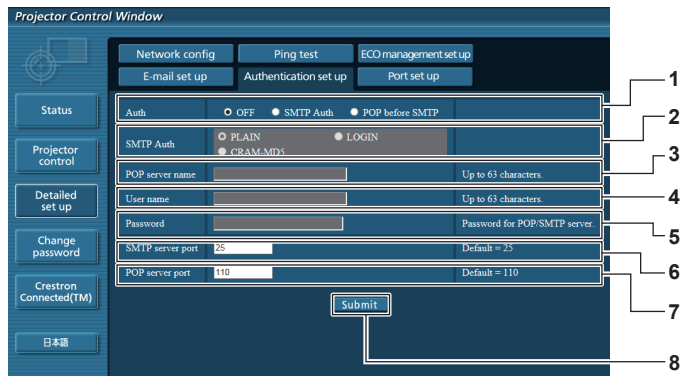 Projector Control Window
Network config Ping test ECO management set up
E-mail set up Authentication set up Port set up
Status
Projector
control
Detailed
set up
Change
password
Crestron
Connected(TM)
日本語
Auth OFF SMTP Auth POP before SMTP 1
SMTP Auth PLAIN LOGIN 2
CRAM-MD5
POP server name Up to 63 characters. 3
User name Up to 63 characters. 4
Password Password for POP/SMTP server. 5
SMTP server port 25 Default = 25 6
POP server port 110 Default = 110 7
Submit 8